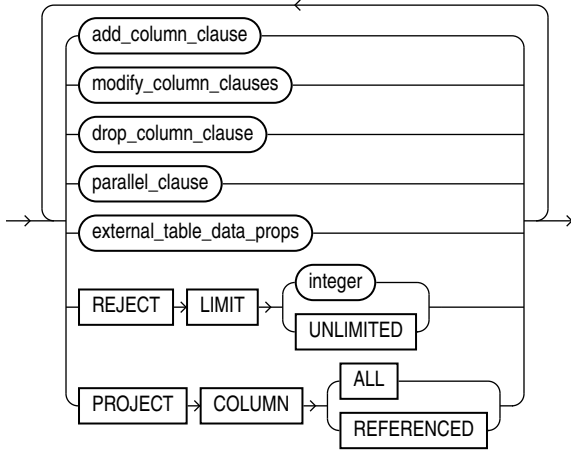 add_column_clause
modify_column_clauses
drop_column_clause
parallel_clause
external_table_data_props
integer
REJECT LIMIT
UNLIMITED
ALL
PROJECT COLUMN
REFERENCED